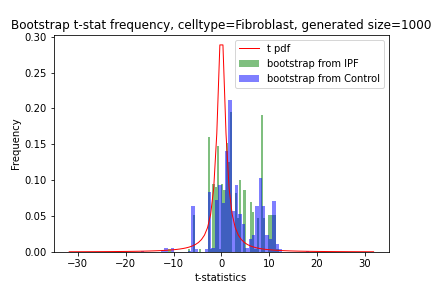 Bootstrap t-stat frequency, celltype=Fibroblast, generated size=1000
t pdf
bootstrap from IPF
bootstrap from Control
Frequency
0.30
0.25
0.20
0.15
0.10
0.05
0.00
−30 −20 −10 0 10 20 30
t-statistics